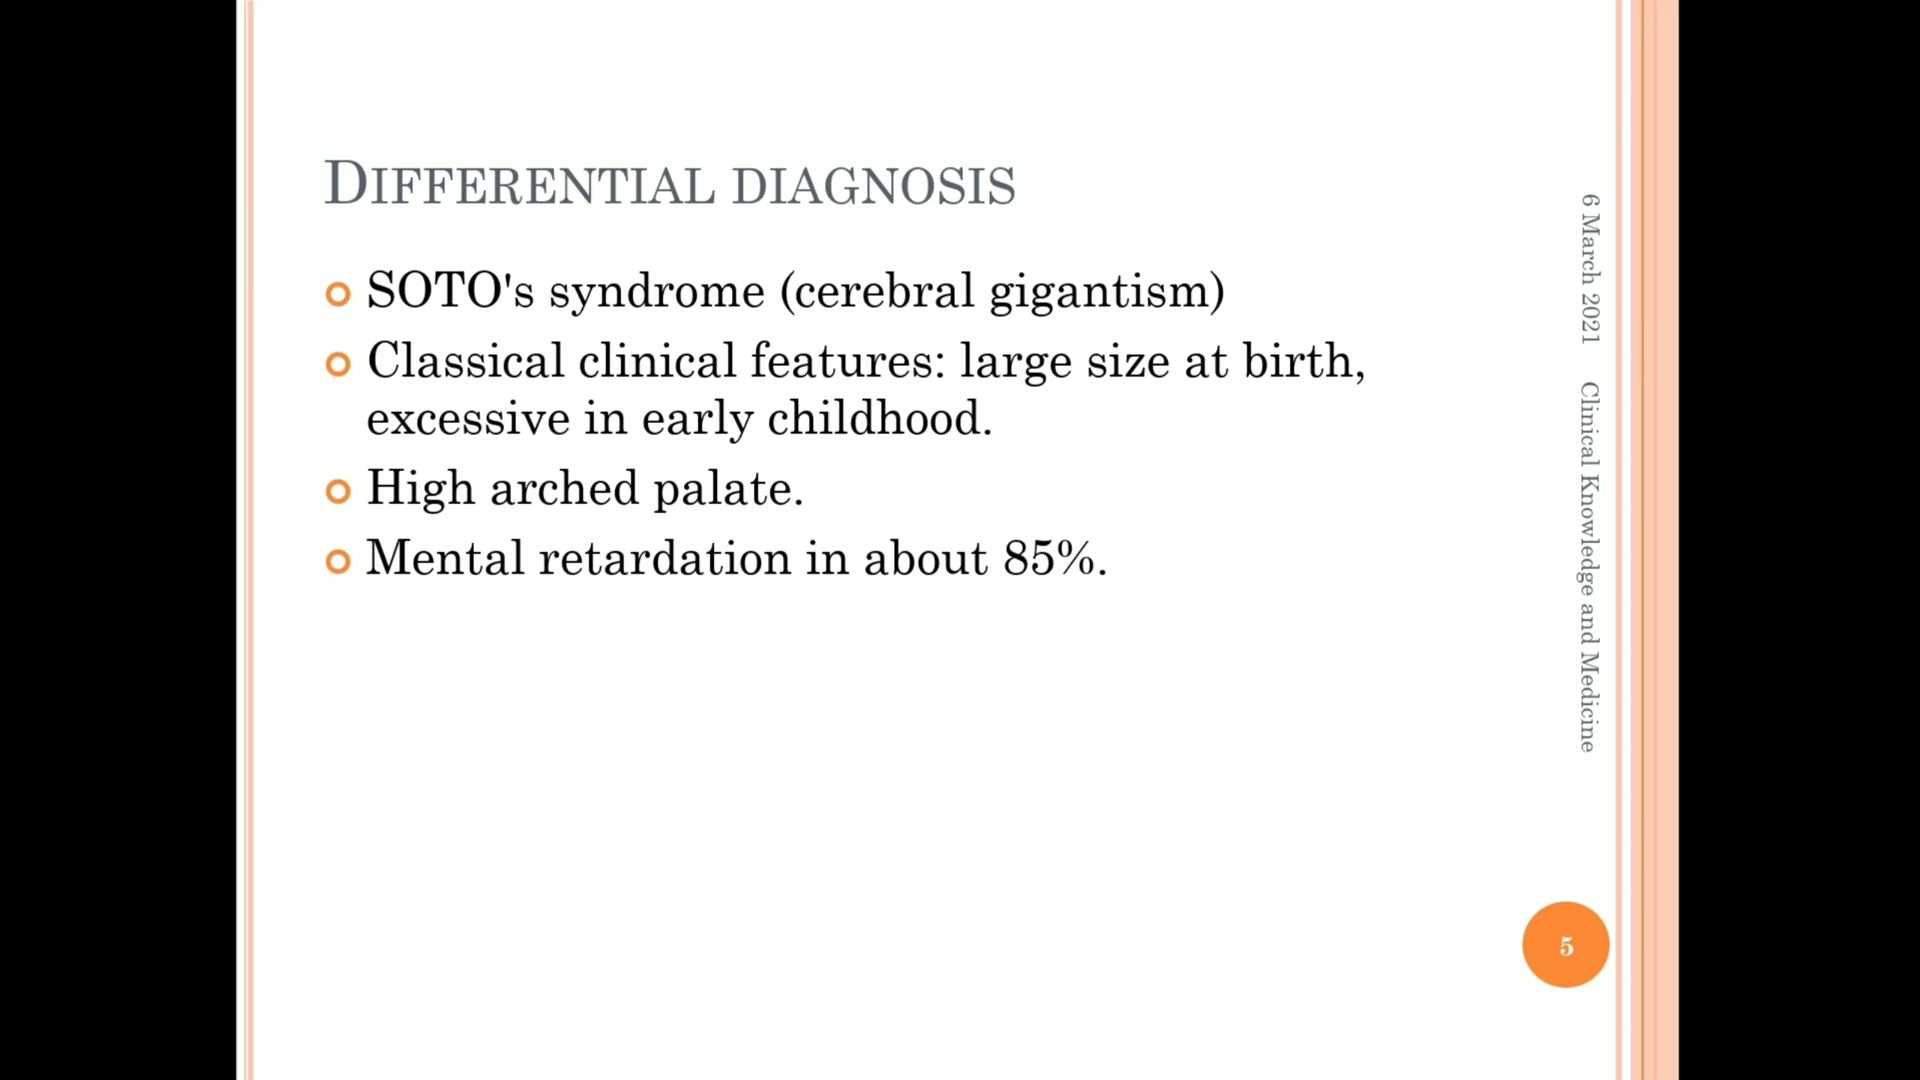 DIFFERENTIAL DIAGNOSIS
SOTO's syndrome (cerebral gigantism)
Classical clinical features: large size at birth,
excessive in early childhood.
High arched palate.
Mental retardation in about 85%.
6 March 2021
Clinical Knowledge and Medicine
5